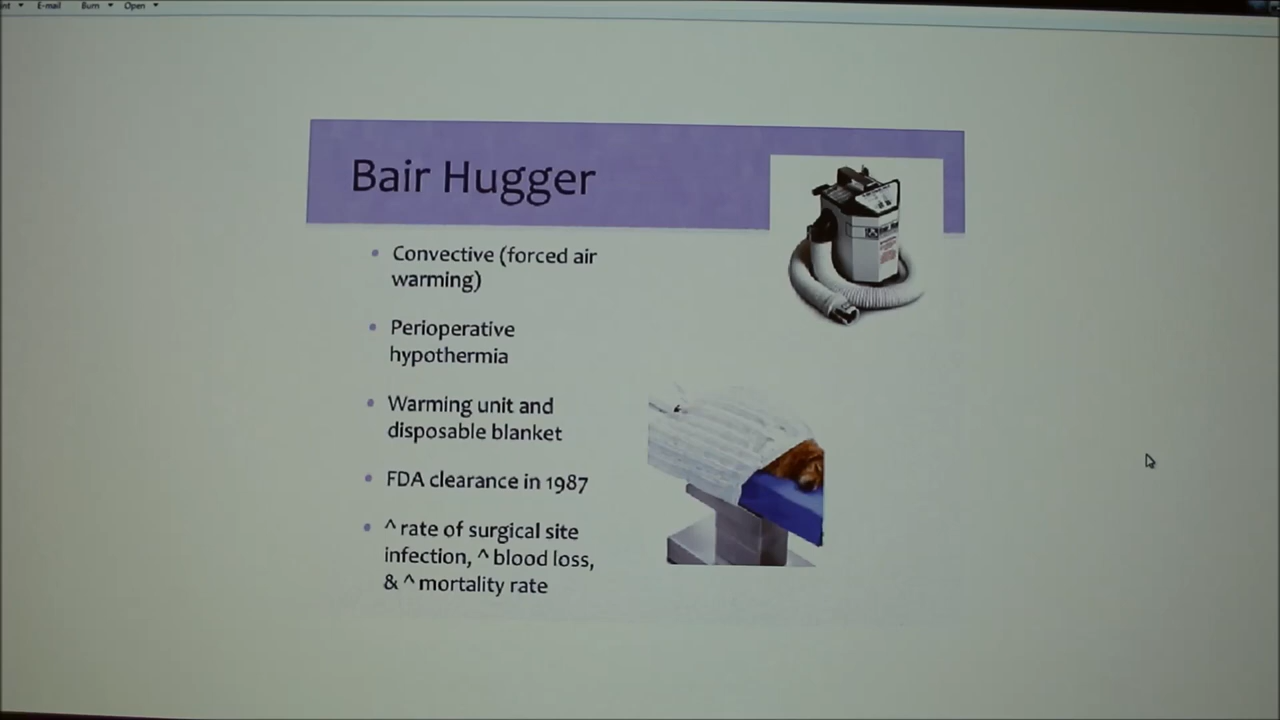 E-mail
Burn
Open
Bair Hugger
• Convective (forced air
warming)
• Perioperative
hypothermia
• Warming unit and
disposable blanket
• FDA clearance in 1987
• ^ rate of surgical site
infection, ^ blood loss,
& ^ mortality rate